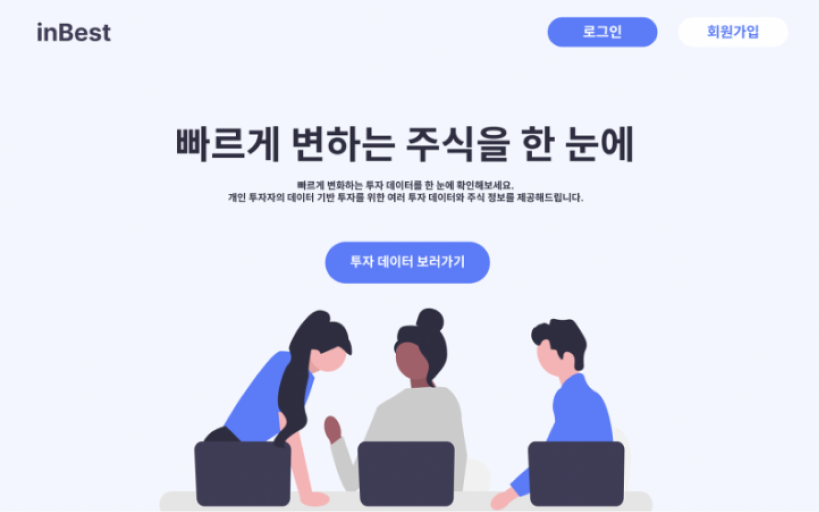 inBest
로그인
회원가입
빠르게 변하는 주식을 한 눈에
빠르게 변화하는 투자 데이터를 한 눈에 확인해보세요.
개인 투자자의 데이터 기반 투자를 위한 여러 투자 데이터와 주식 정보를 제공해드립니다.
투자 데이터 보러가기